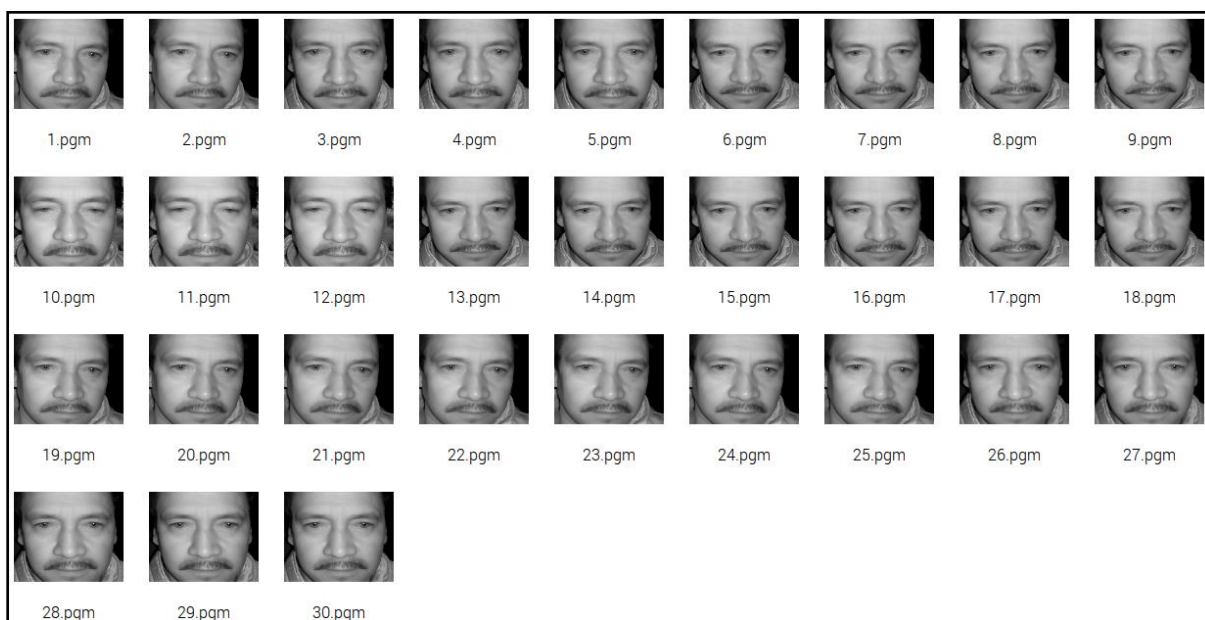 1.pgm 2.pgm 3.pgm 4.pgm 5.pgm 6.pgm 7.pgm 8.pgm 9.pgm
10.pgm 11.pgm 12.pgm 13.pgm 14.pgm 15.pgm 16.pgm 17.pgm 18.pgm
19.pgm 20.pgm 21.pgm 22.pgm 23.pgm 24.pgm 25.pgm 26.pgm 27.pgm
28.pgm 29.pgm 30.pgm